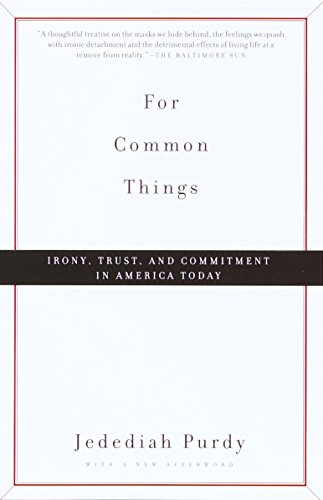 "A thoughtful treatise on the masks we hide behind, the feelings we quash
with ironic detachment and the detrimental effects of living life at a
remove from reality." —THE BALTIMORE SUN
For
Common
Things
IRONY, TRUST, AND COMMITMENT
IN AMERICA TODAY
Jedediah Purdy
WITH A NEW AFTERWORD